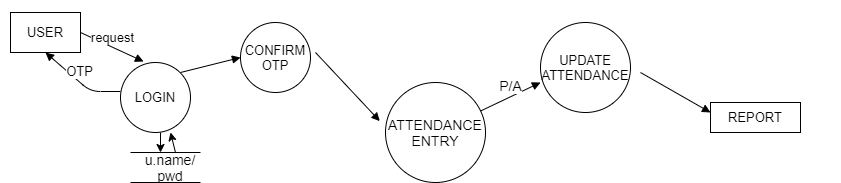 USER
request
OTP
LOGIN
u.name/
pwd
CONFIRM
OTP
ATTENDANCE
ENTRY
P/A
UPDATE
ATTENDANCE
REPORT